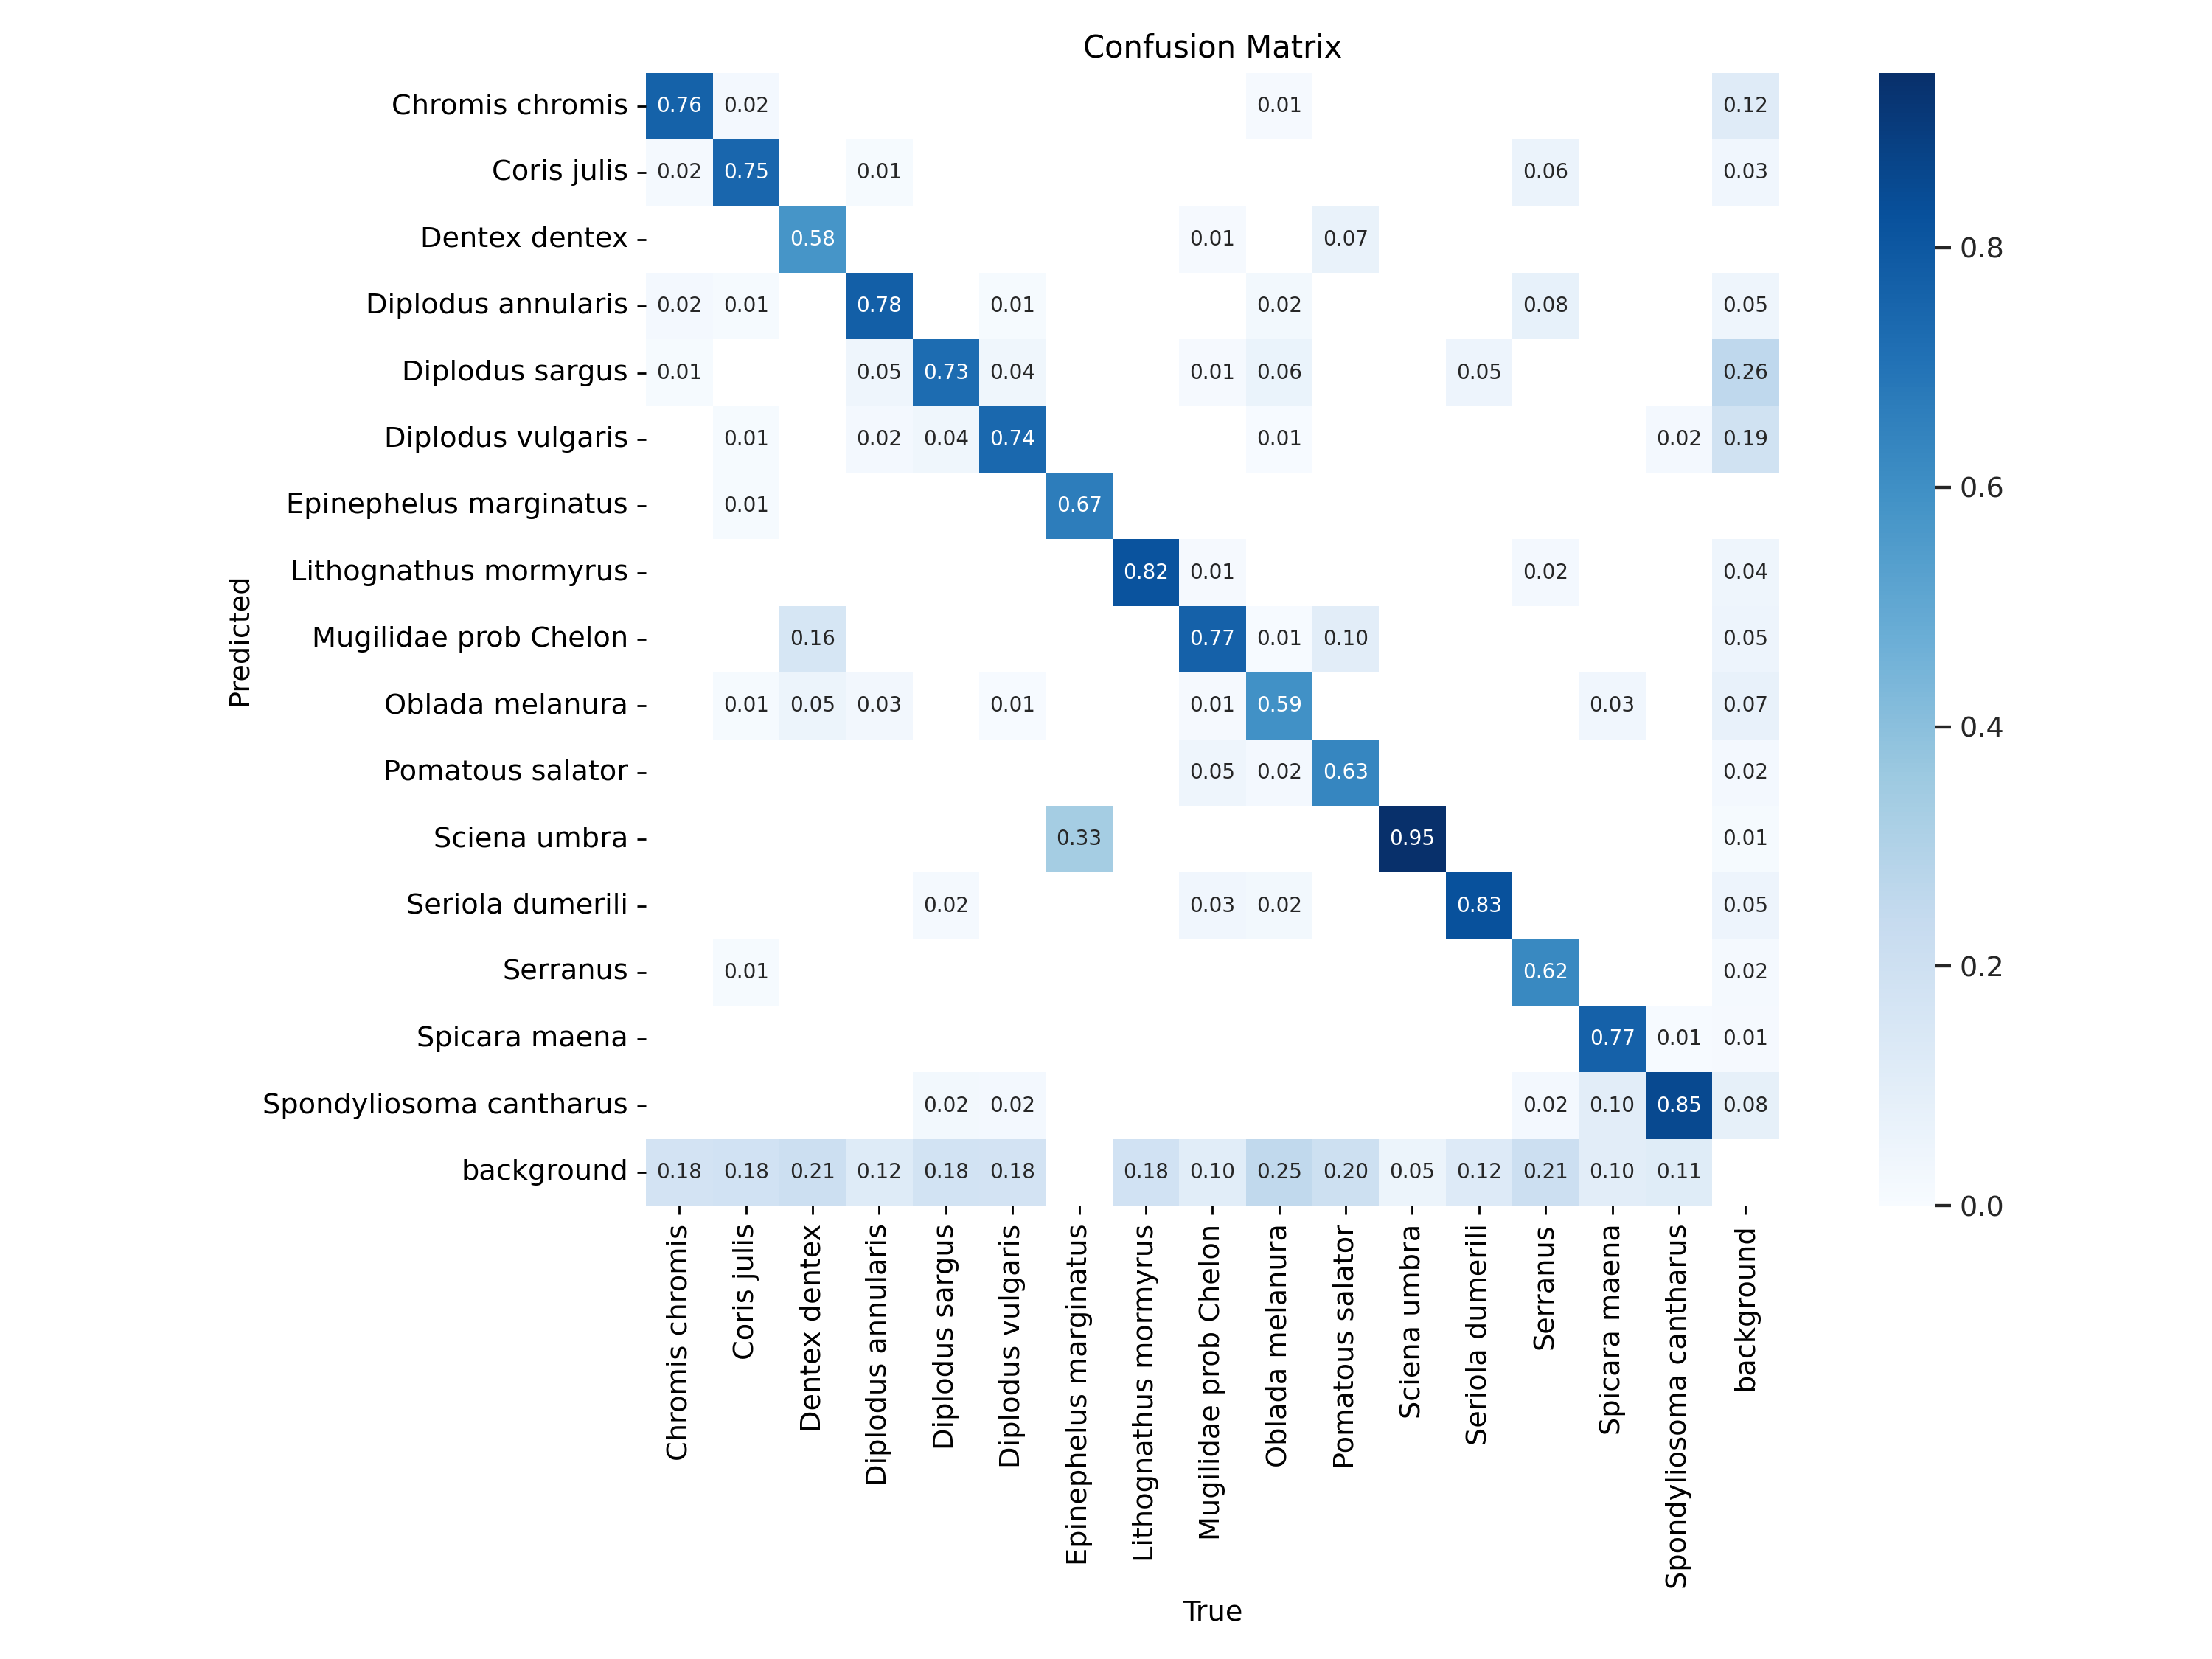 Confusion Matrix
Chromis chromis 0.76 0.02 0.01 0.12
Coris julis 0.02 0.75 0.01 0.06 0.03
Dentex dentex 0.58 0.01 0.07
Diplodus annularis 0.02 0.01 0.78 0.01 0.02 0.08 0.05
Diplodus sargus 0.01 0.05 0.73 0.04 0.01 0.06 0.05 0.26
Diplodus vulgaris 0.01 0.02 0.04 0.74 0.01 0.02 0.19
Epinephelus marginatus 0.01 0.67
Lithognathus mormyrus 0.82 0.01 0.02 0.04
Mugilidae prob Chelon 0.16 0.77 0.01 0.10 0.05
Oblada melanura 0.01 0.05 0.03 0.01 0.01 0.59 0.03 0.07
Pomatous salator 0.05 0.02 0.63 0.02
Sciena umbra 0.33 0.95 0.01
Seriola dumerili 0.02 0.03 0.02 0.83 0.05
Serranus 0.01 0.62 0.02
Spicara maena 0.77 0.01 0.01
Spondyliosoma cantharus 0.02 0.02 0.02 0.10 0.85 0.08
background 0.18 0.18 0.21 0.12 0.18 0.18 0.18 0.10 0.25 0.20 0.05 0.12 0.21 0.10 0.11
Predicted
Chromis chromis
Coris julis
Dentex dentex
Diplodus annularis
Diplodus sargus
Diplodus vulgaris
Epinephelus marginatus
Lithognathus mormyrus
Mugilidae prob Chelon
Oblada melanura
Pomatous salator
Sciena umbra
Seriola dumerili
Serranus
Spicara maena
Spondyliosoma cantharus
background
True
0.8
0.6
0.4
0.2
0.0